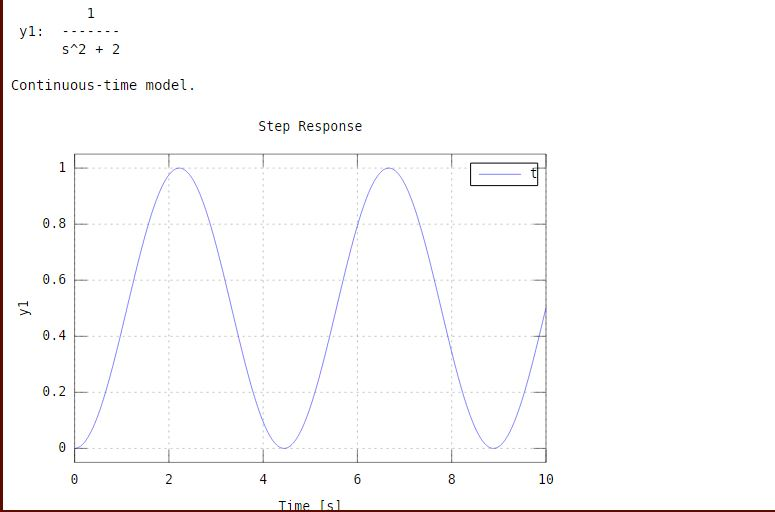 1
y1: -------
s^2 + 2
Continuous-time model.
Step Response
t
1
0.8
0.6
0.4
0.2
0
y1
0 2 4 6 8 10
Time [s]